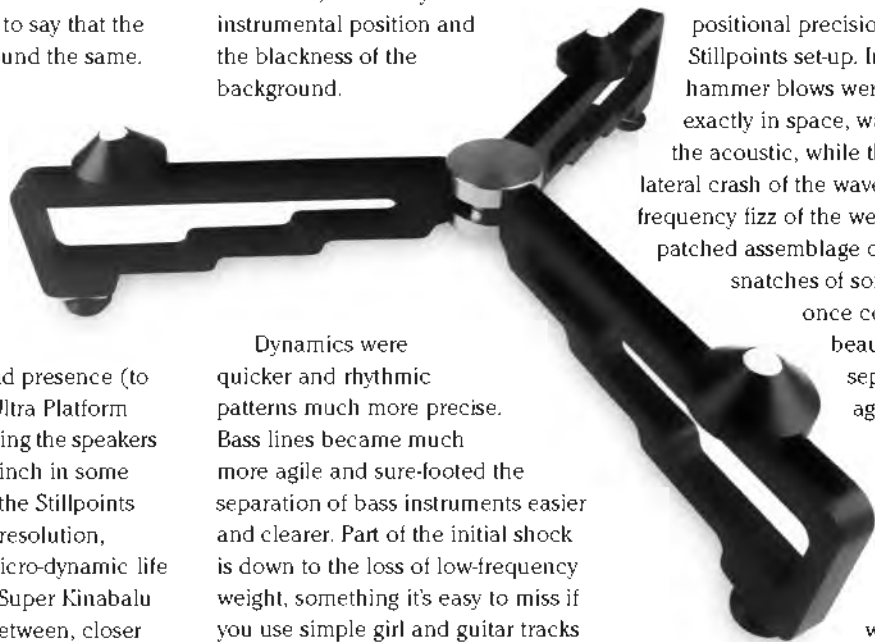 to say that the
und the same.
d presence (to
Ultra Platform
ing the speakers
inch in some
the Stillpoints
resolution,
icro-dynamic life
Super Kinabalu
etween, closer
instrumental position and
the blackness of the
background.
Dynamics were
quicker and rhythmic
patterns much more precise.
Bass lines became much
more agile and sure-footed the
separation of bass instruments easier
and clearer. Part of the initial shock
is down to the loss of low-frequency
weight, something it's easy to miss if
you use simple girl and guitar tracks
positional precisio
Stillpoints set-up. I
hammer blows wer
exactly in space, wa
the acoustic, while th
lateral crash of the wave
frequency fizz of the we
patched assemblage o
snatches of so
once ce
beau
sep
ag
w